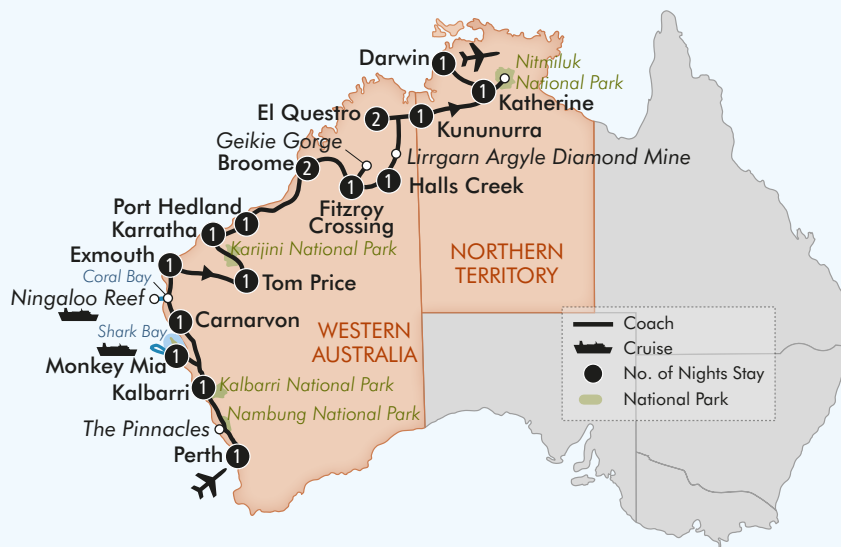 Darwin
1
Nitmiluk
National Park
1
Katherine
El Questro
2
1
Kununurra
Geikie Gorge
Lirrgarn Argyle Diamond Mine
Broome
2
1
1
Halls Creek
Fitzroy
Crossing
Port Hedland
1
Karratha
1
Karijini National Park
Exmouth
1
1
Tom Price
Coral Bay
Ningaloo Reef
NORTHERN
TERRITORY
1
Carnarvon
WESTERN
AUSTRALIA
Shark Bay
Monkey Mia
1
Kalbarri
1
Kalbarri National Park
Nambung National Park
The Pinnacles
Perth
1
Coach
Cruise
No. of Nights Stay
National Park